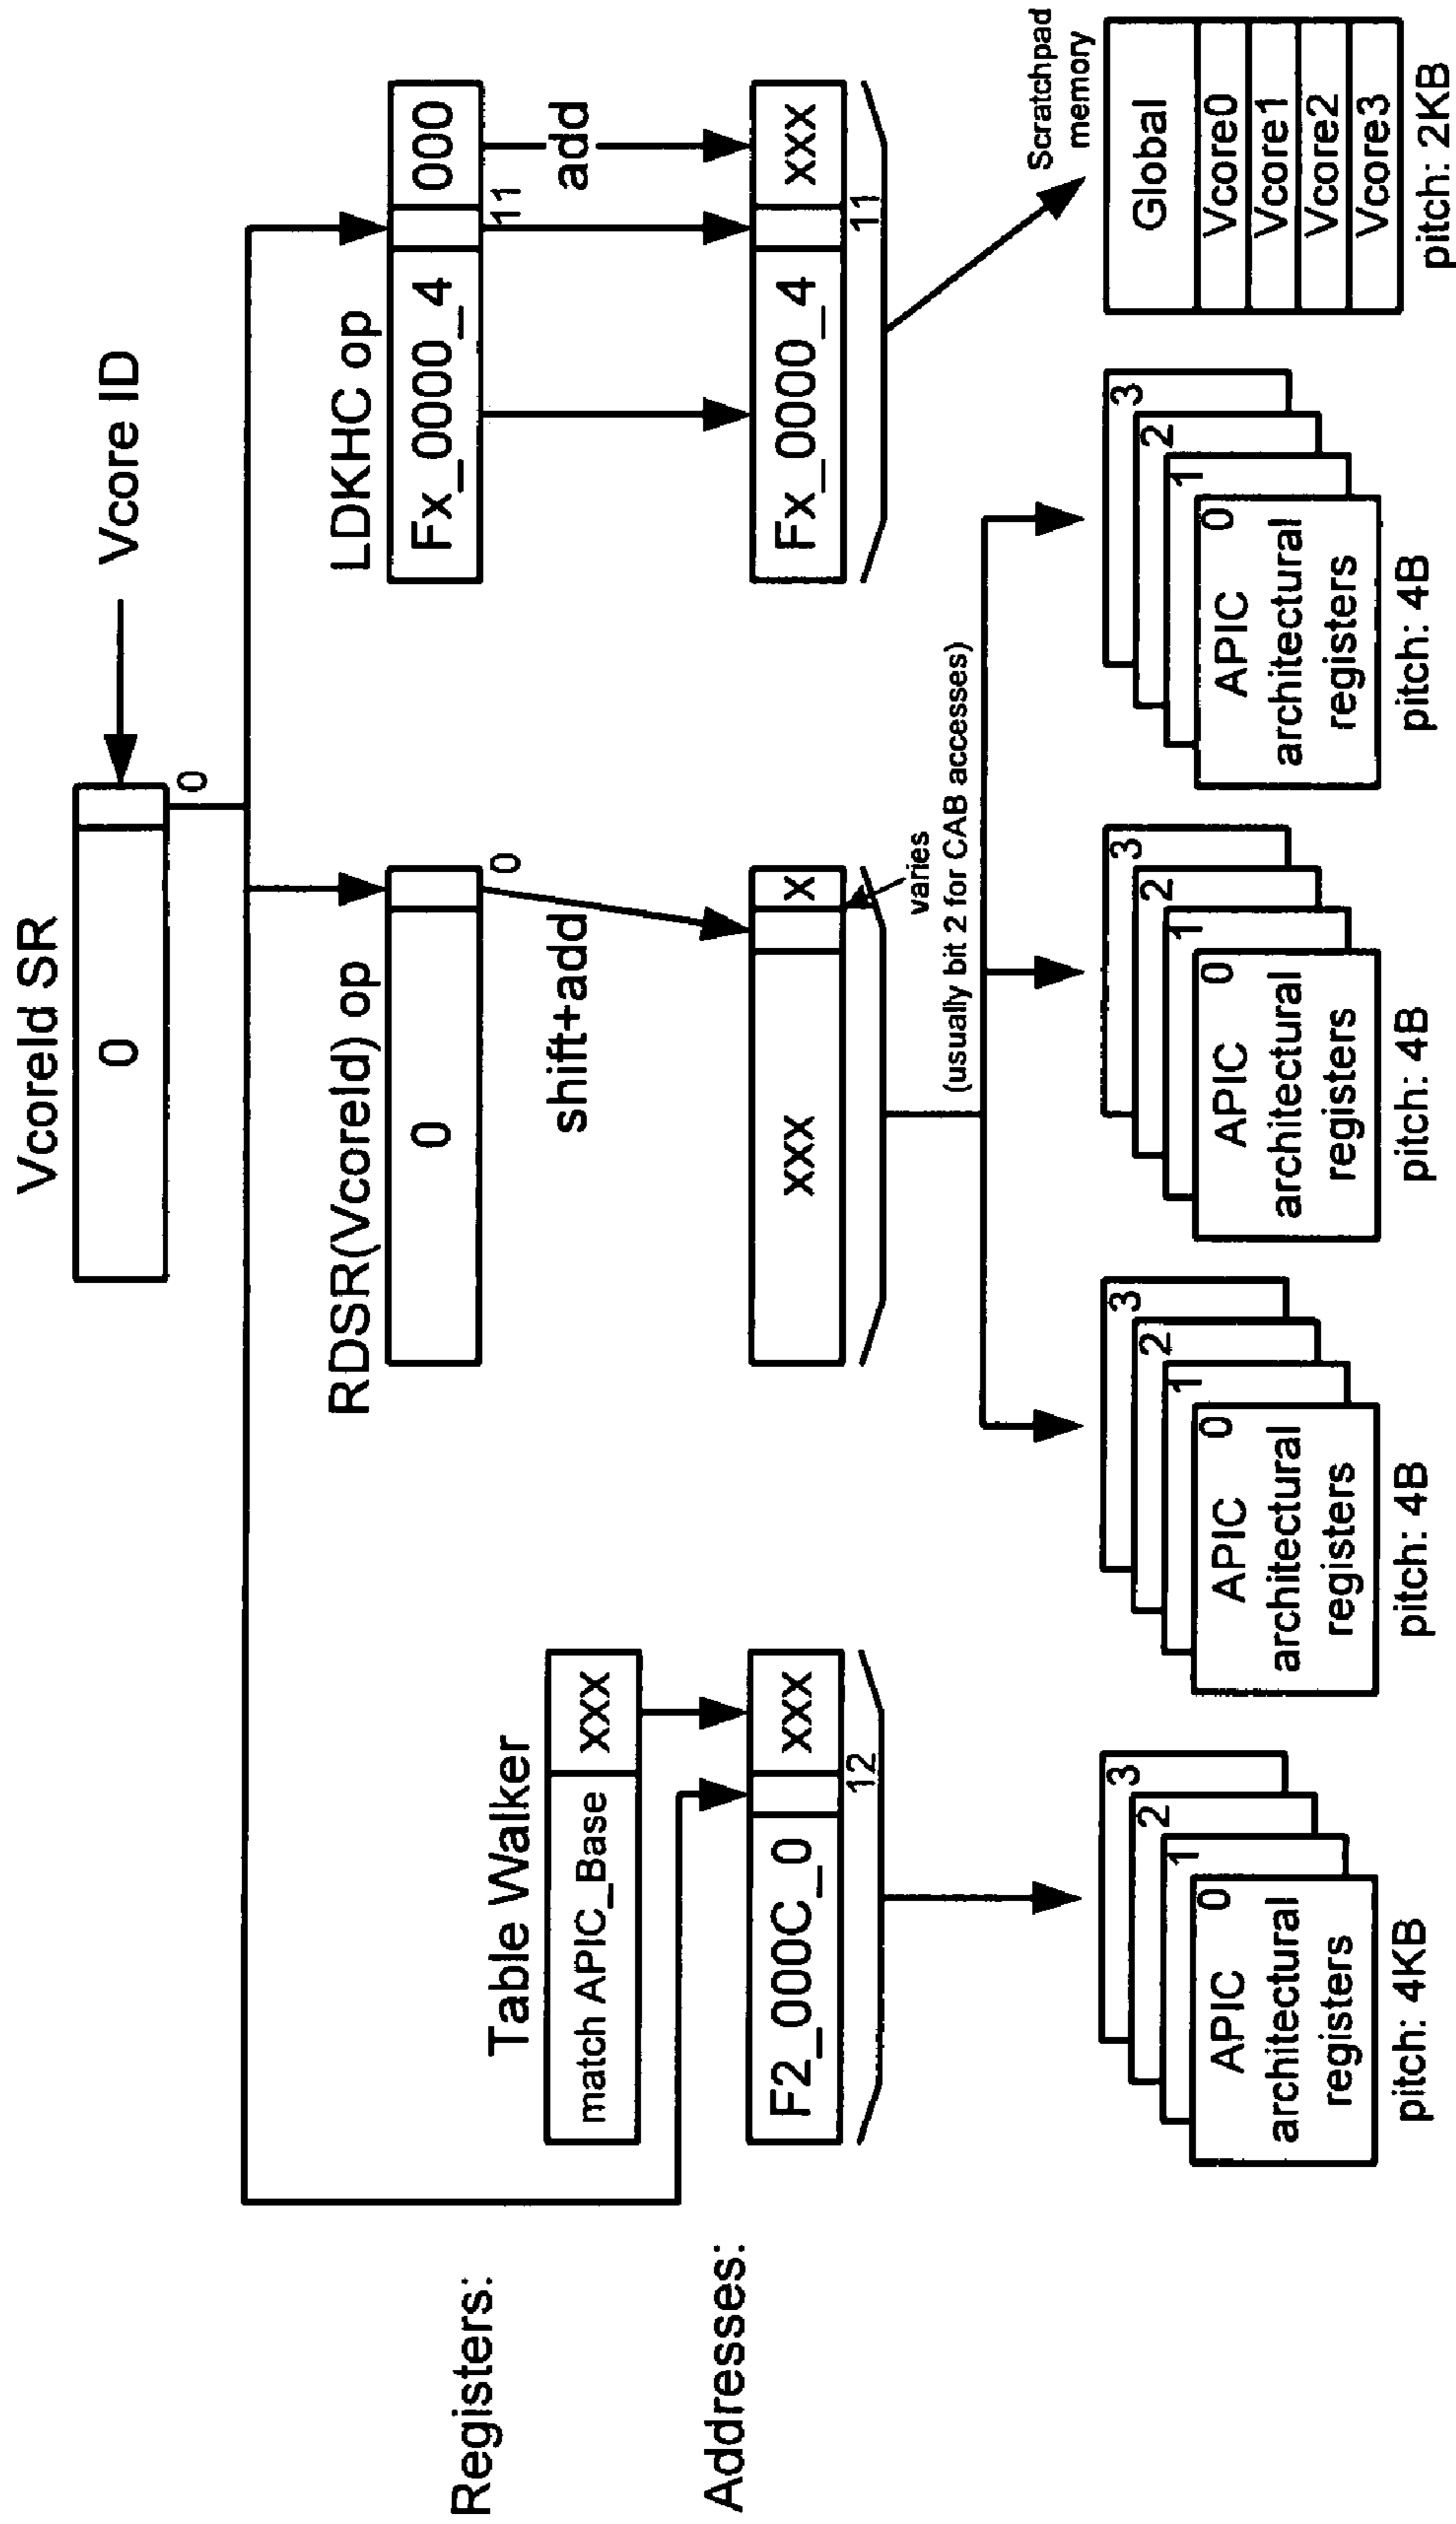 VcoreId SR
0
Vcore ID
0
Registers:
Table Walker
match APIC_Base
xxx
RDSR(VcoreId) op
0
0
shift+add
LDKHC op
Fx_0000_4
000
11
add
Addresses:
F2_000C_0
xxx
12
xxx
x
varies
(usually bit 2 for CAB accesses)
Fx_0000_4
xxx
11
3
2
1
0
APIC
architectural
registers
pitch: 4KB
3
2
1
0
APIC
architectural
registers
pitch: 4B
3
2
1
0
APIC
architectural
registers
pitch: 4B
3
2
1
0
APIC
architectural
registers
pitch: 4B
Scratchpad
memory
Global
Vcore0
Vcore1
Vcore2
Vcore3
pitch: 2KB